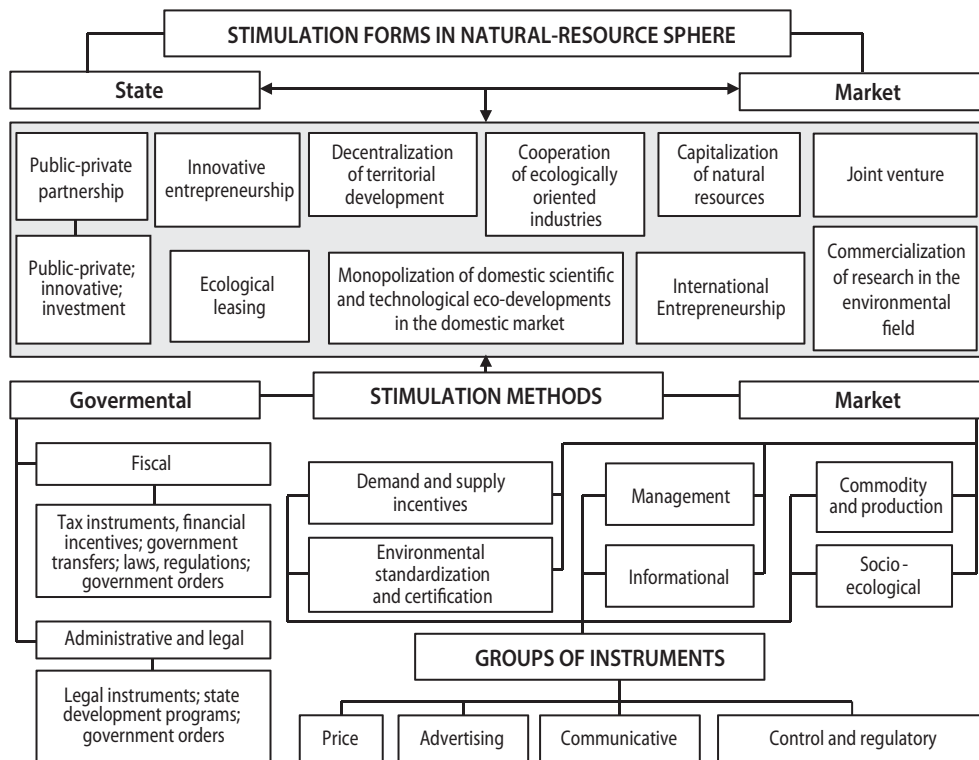 STIMULATION FORMS IN NATURAL-RESOURCE SPHERE
State
Market
Public-private
partnership
Innovative
entrepreneurship
Decentralization
of territorial
development
Cooperation
of ecologically
oriented
industries
Capitalization
of natural
resources
Joint venture
Public-private;
innovative;
investment
Ecological
leasing
Monopolization of domestic scientific
and technological eco-developments
in the domestic market
International
Entrepreneurship
Commercialization
of research in the
environmental
field
Govermental
STIMULATION METHODS
Market
Fiscal
Tax instruments, financial
incentives; government
transfers; laws, regulations;
government orders
Administrative and legal
Legal instruments; state
development programs;
government orders
Demand and supply
incentives
Management
Commodity
and production
Environmental
standardization
and certification
Informational
Socio-
ecological
GROUPS OF INSTRUMENTS
Price
Advertising
Communicative
Control and regulatory